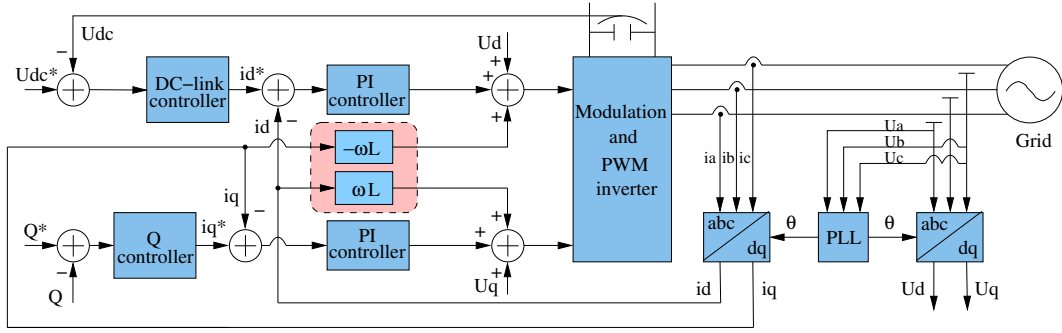 Udc
Ud
−
+
Udc*
DC−link
controller
id*
PI
controller
+
+
id
−
Modulation
and
PWM
inverter
Grid
−ωL
ωL
ia
ib
ic
Ua
Ub
Uc
iq
−
+
Q*
Q
controller
iq*
PI
controller
+
+
abc
dq
θ
PLL
θ
abc
dq
−
Q
Uq
id
iq
Ud
Uq